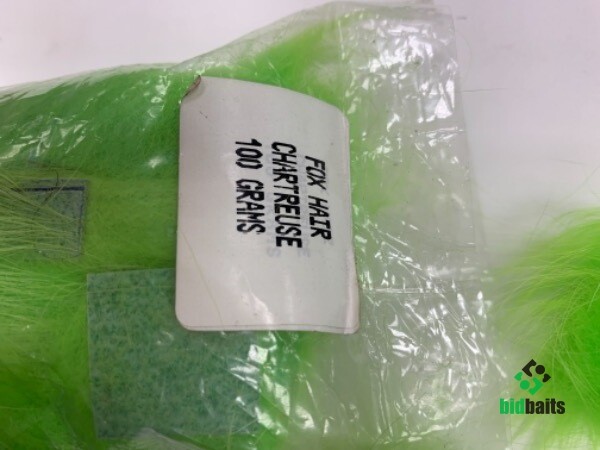 FOX HAIR
CHARTREUSE
100 GRAMS
bidbaits